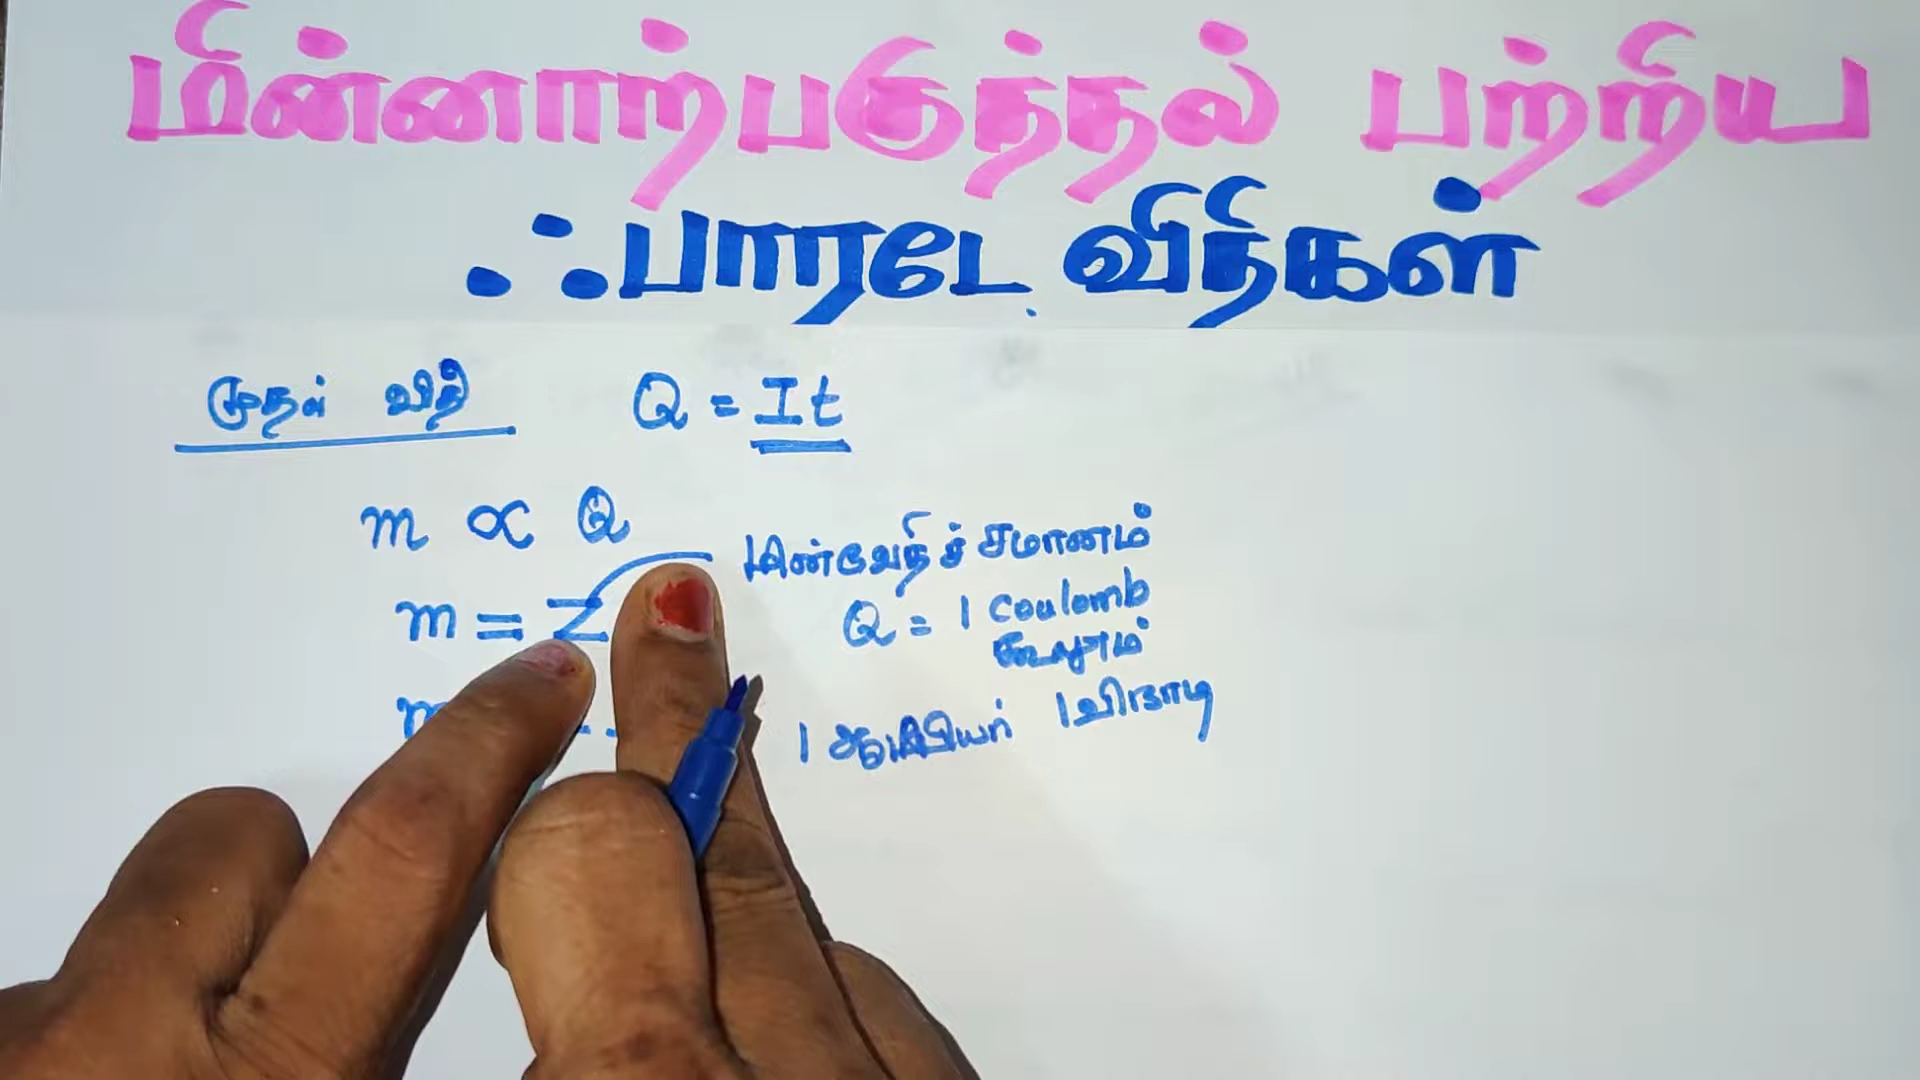 மின்னாற்பகுத்தல் பற்றிய
ஃபாரடே விதிகள்
முதல் விதி Q = It
m ∝ Q
மின்வேதிச் சமானம்
m = Z
Q = 1 Coulomb
கூலூம்
m
1 ஆம்பியர் 1 விநாடி